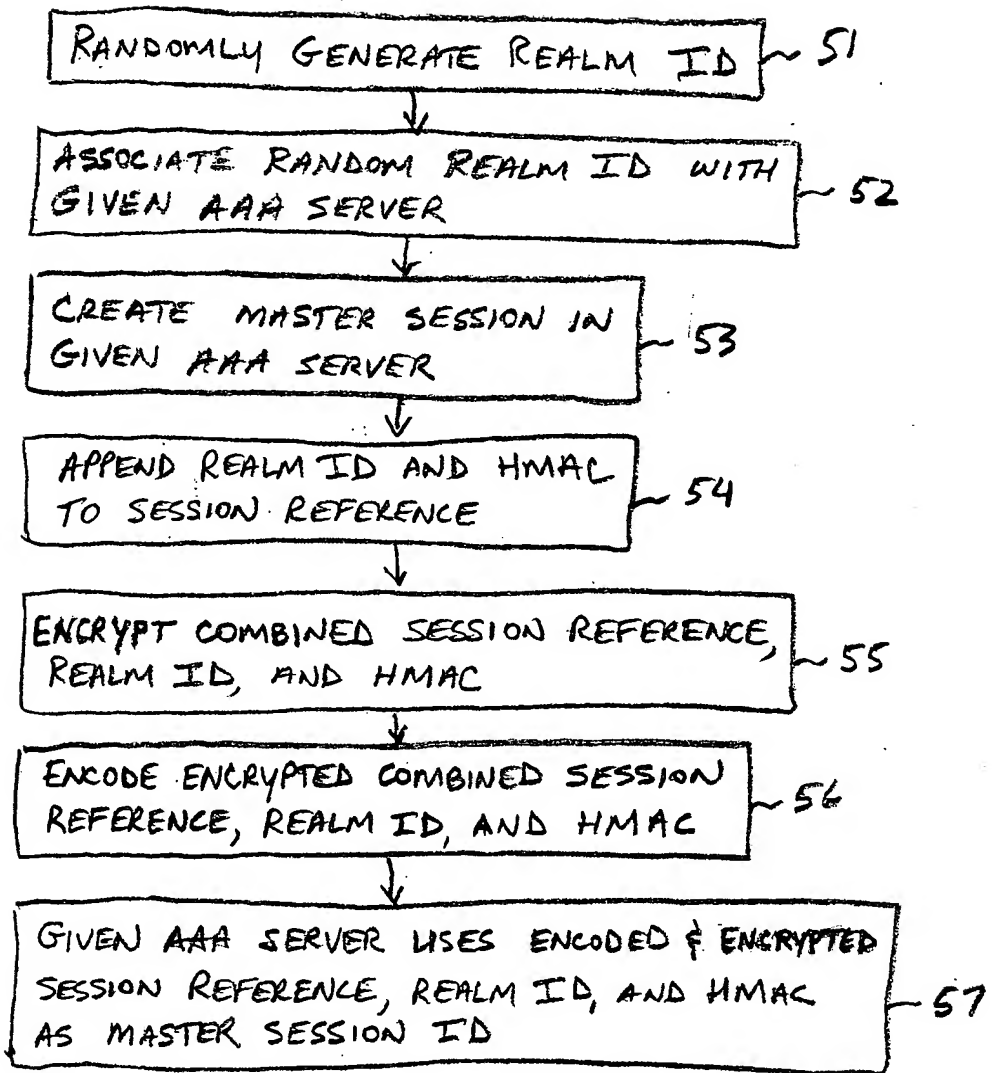 RANDOMLY GENERATE REALM ID 51
ASSOCIATE RANDOM REALM ID WITH
GIVEN AAA SERVER 52
CREATE MASTER SESSION IN
GIVEN AAA SERVER 53
APPEND REALM ID AND HMAC
TO SESSION REFERENCE 54
ENCRYPT COMBINED SESSION REFERENCE,
REALM ID, AND HMAC 55
ENCODE ENCRYPTED COMBINED SESSION
REFERENCE, REALM ID, AND HMAC 56
GIVEN AAA SERVER USES ENCODED & ENCRYPTED
SESSION REFERENCE, REALM ID, AND HMAC
AS MASTER SESSION ID 57